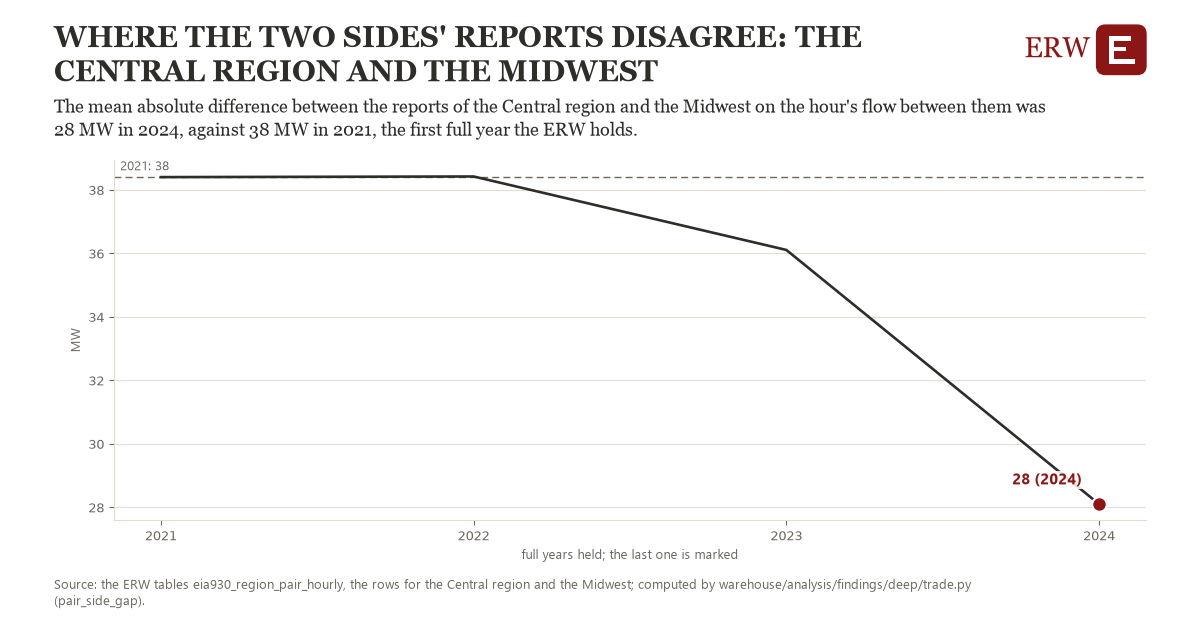 WHERE THE TWO SIDES' REPORTS DISAGREE: THE
CENTRAL REGION AND THE MIDWEST
ERW E
The mean absolute difference between the reports of the Central region and the Midwest on the hour's flow between them was
28 MW in 2024, against 38 MW in 2021, the first full year the ERW holds.
2021: 38
38
36
34
32
30
28
MW
28 (2024)
2021 2022 2023 2024
full years held; the last one is marked
Source: the ERW tables eia930_region_pair_hourly, the rows for the Central region and the Midwest; computed by warehouse/analysis/findings/deep/trade.py
(pair_side_gap).